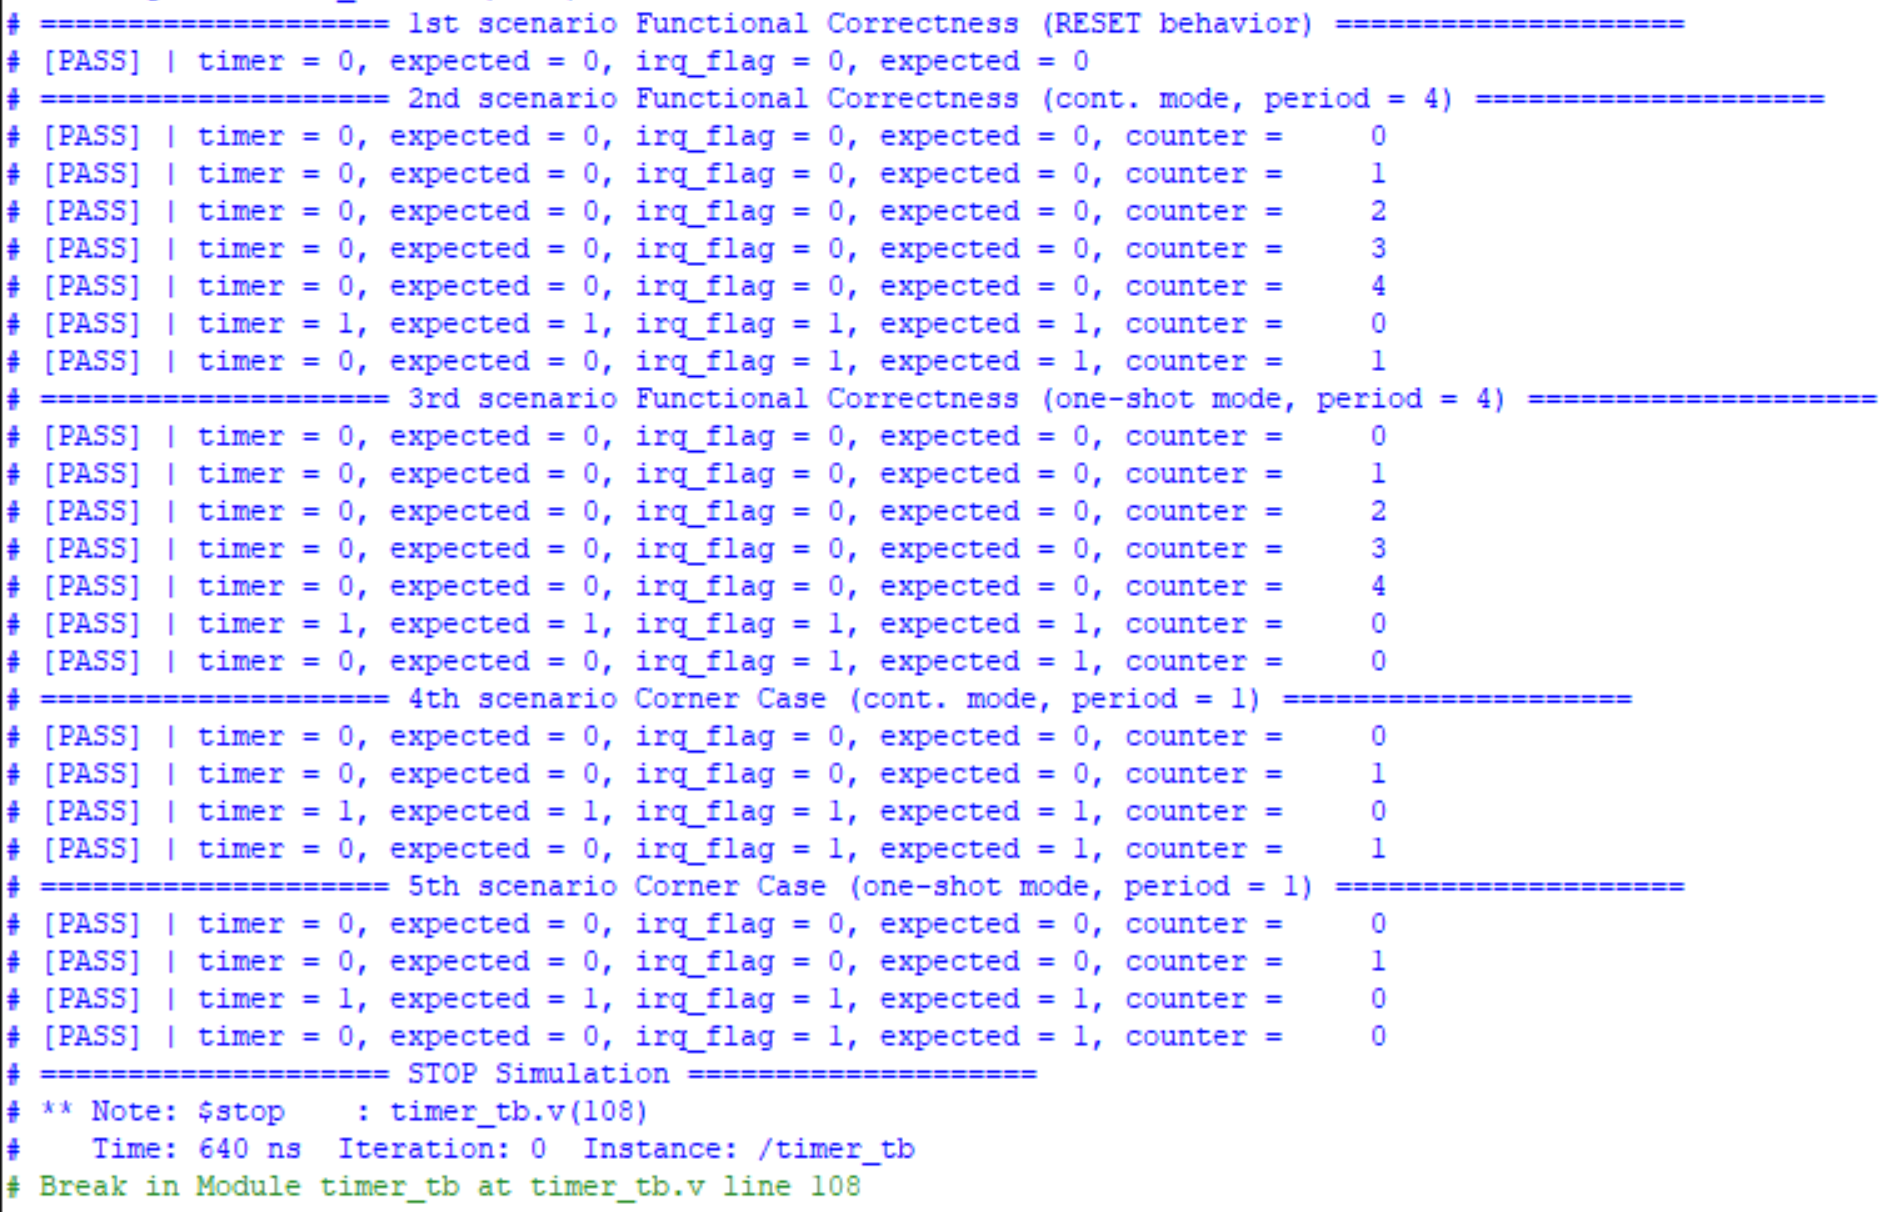 # ==================== 1st scenario Functional Correctness (RESET behavior) ====================
# [PASS] | timer = 0, expected = 0, irq_flag = 0, expected = 0
# ==================== 2nd scenario Functional Correctness (cont. mode, period = 4) ====================
# [PASS] | timer = 0, expected = 0, irq_flag = 0, expected = 0, counter =     0
# [PASS] | timer = 0, expected = 0, irq_flag = 0, expected = 0, counter =     1
# [PASS] | timer = 0, expected = 0, irq_flag = 0, expected = 0, counter =     2
# [PASS] | timer = 0, expected = 0, irq_flag = 0, expected = 0, counter =     3
# [PASS] | timer = 0, expected = 0, irq_flag = 0, expected = 0, counter =     4
# [PASS] | timer = 1, expected = 1, irq_flag = 1, expected = 1, counter =     0
# [PASS] | timer = 0, expected = 0, irq_flag = 1, expected = 1, counter =     1
# ==================== 3rd scenario Functional Correctness (one-shot mode, period = 4) ====================
# [PASS] | timer = 0, expected = 0, irq_flag = 0, expected = 0, counter =     0
# [PASS] | timer = 0, expected = 0, irq_flag = 0, expected = 0, counter =     1
# [PASS] | timer = 0, expected = 0, irq_flag = 0, expected = 0, counter =     2
# [PASS] | timer = 0, expected = 0, irq_flag = 0, expected = 0, counter =     3
# [PASS] | timer = 0, expected = 0, irq_flag = 0, expected = 0, counter =     4
# [PASS] | timer = 1, expected = 1, irq_flag = 1, expected = 1, counter =     0
# [PASS] | timer = 0, expected = 0, irq_flag = 1, expected = 1, counter =     0
# ==================== 4th scenario Corner Case (cont. mode, period = 1) ====================
# [PASS] | timer = 0, expected = 0, irq_flag = 0, expected = 0, counter =     0
# [PASS] | timer = 0, expected = 0, irq_flag = 0, expected = 0, counter =     1
# [PASS] | timer = 1, expected = 1, irq_flag = 1, expected = 1, counter =     0
# [PASS] | timer = 0, expected = 0, irq_flag = 1, expected = 1, counter =     1
# ==================== 5th scenario Corner Case (one-shot mode, period = 1) ====================
# [PASS] | timer = 0, expected = 0, irq_flag = 0, expected = 0, counter =     0
# [PASS] | timer = 0, expected = 0, irq_flag = 0, expected = 0, counter =     1
# [PASS] | timer = 1, expected = 1, irq_flag = 1, expected = 1, counter =     0
# [PASS] | timer = 0, expected = 0, irq_flag = 1, expected = 1, counter =     0
# ==================== STOP Simulation ====================
# ** Note: $stop    : timer_tb.v(108)
#    Time: 640 ns  Iteration: 0  Instance: /timer_tb
# Break in Module timer_tb at timer_tb.v line 108